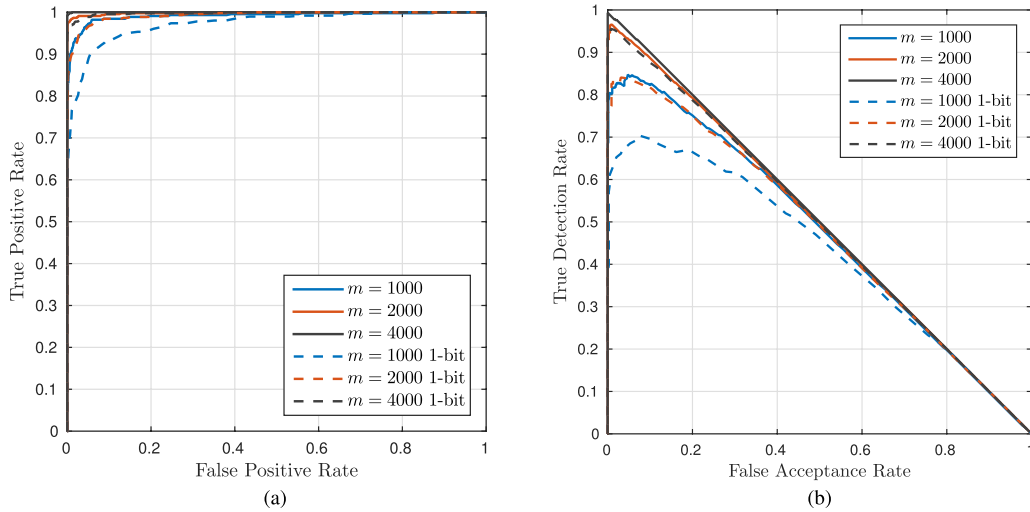 1
0.9
0.8
0.7
0.6
0.5
0.4
0.3
0.2
0.1
0
True Positive Rate
m = 1000
m = 2000
m = 4000
m = 1000 1-bit
m = 2000 1-bit
m = 4000 1-bit
0 0.2 0.4 0.6 0.8 1
False Positive Rate
(a)
1
0.9
0.8
0.7
0.6
0.5
0.4
0.3
0.2
0.1
0
True Detection Rate
m = 1000
m = 2000
m = 4000
m = 1000 1-bit
m = 2000 1-bit
m = 4000 1-bit
0 0.2 0.4 0.6 0.8
False Acceptance Rate
(b)